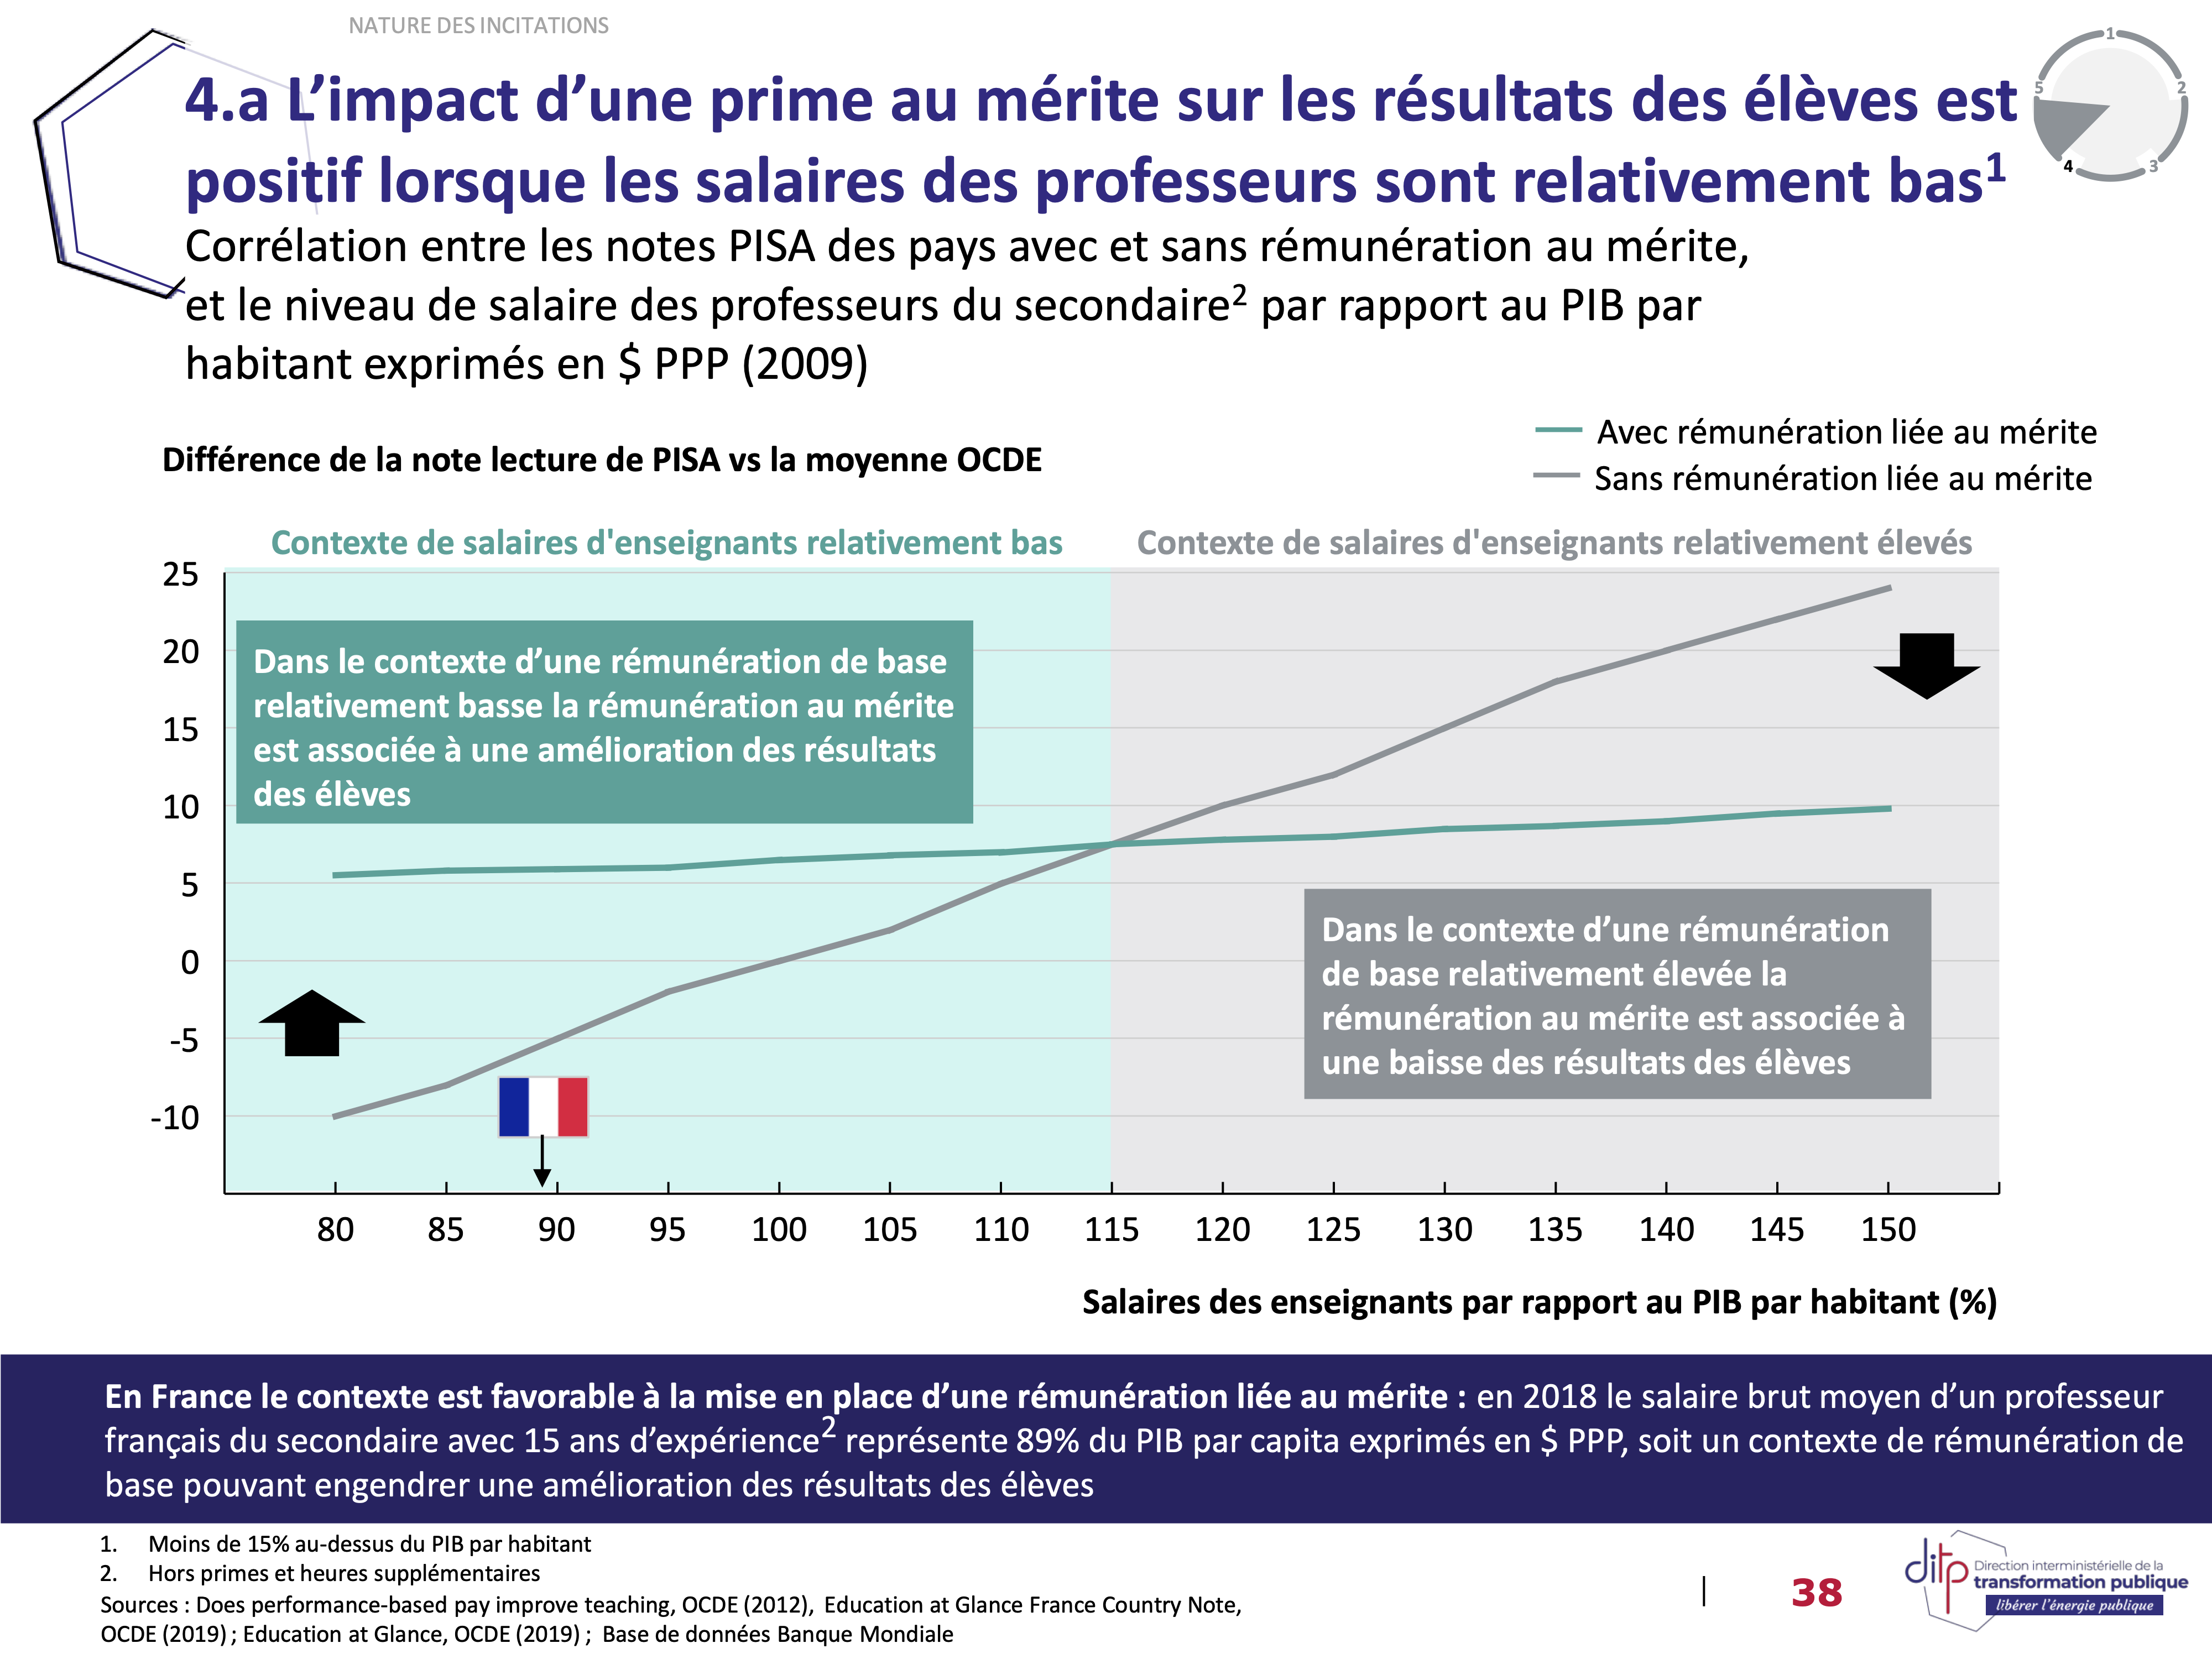 NATURE DES INCITATIONS
4.a L’impact d’une prime au mérite sur les résultats des élèves est
positif lorsque les salaires des professeurs sont relativement bas¹
1
2
3
4
5
Corrélation entre les notes PISA des pays avec et sans rémunération au mérite,
et le niveau de salaire des professeurs du secondaire² par rapport au PIB par
habitant exprimés en $ PPP (2009)
Avec rémunération liée au mérite
Sans rémunération liée au mérite
Différence de la note lecture de PISA vs la moyenne OCDE
Contexte de salaires d'enseignants relativement bas
Contexte de salaires d'enseignants relativement élevés
25
20
15
10
5
0
-5
-10
Dans le contexte d’une rémunération de base
relativement basse la rémunération au mérite
est associée à une amélioration des résultats
des élèves
Dans le contexte d’une rémunération
de base relativement élevée la
rémunération au mérite est associée à
une baisse des résultats des élèves
80 85 90 95 100 105 110 115 120 125 130 135 140 145 150
Salaires des enseignants par rapport au PIB par habitant (%)
En France le contexte est favorable à la mise en place d’une rémunération liée au mérite : en 2018 le salaire brut moyen d’un professeur
français du secondaire avec 15 ans d’expérience² représente 89% du PIB par capita exprimés en $ PPP, soit un contexte de rémunération de
base pouvant engendrer une amélioration des résultats des élèves
1. Moins de 15% au-dessus du PIB par habitant
2. Hors primes et heures supplémentaires
Sources : Does performance-based pay improve teaching, OCDE (2012), Education at Glance France Country Note,
OCDE (2019) ; Education at Glance, OCDE (2019) ; Base de données Banque Mondiale
38
ditp
Direction interministérielle de la
transformation publique
libérer l’énergie publique